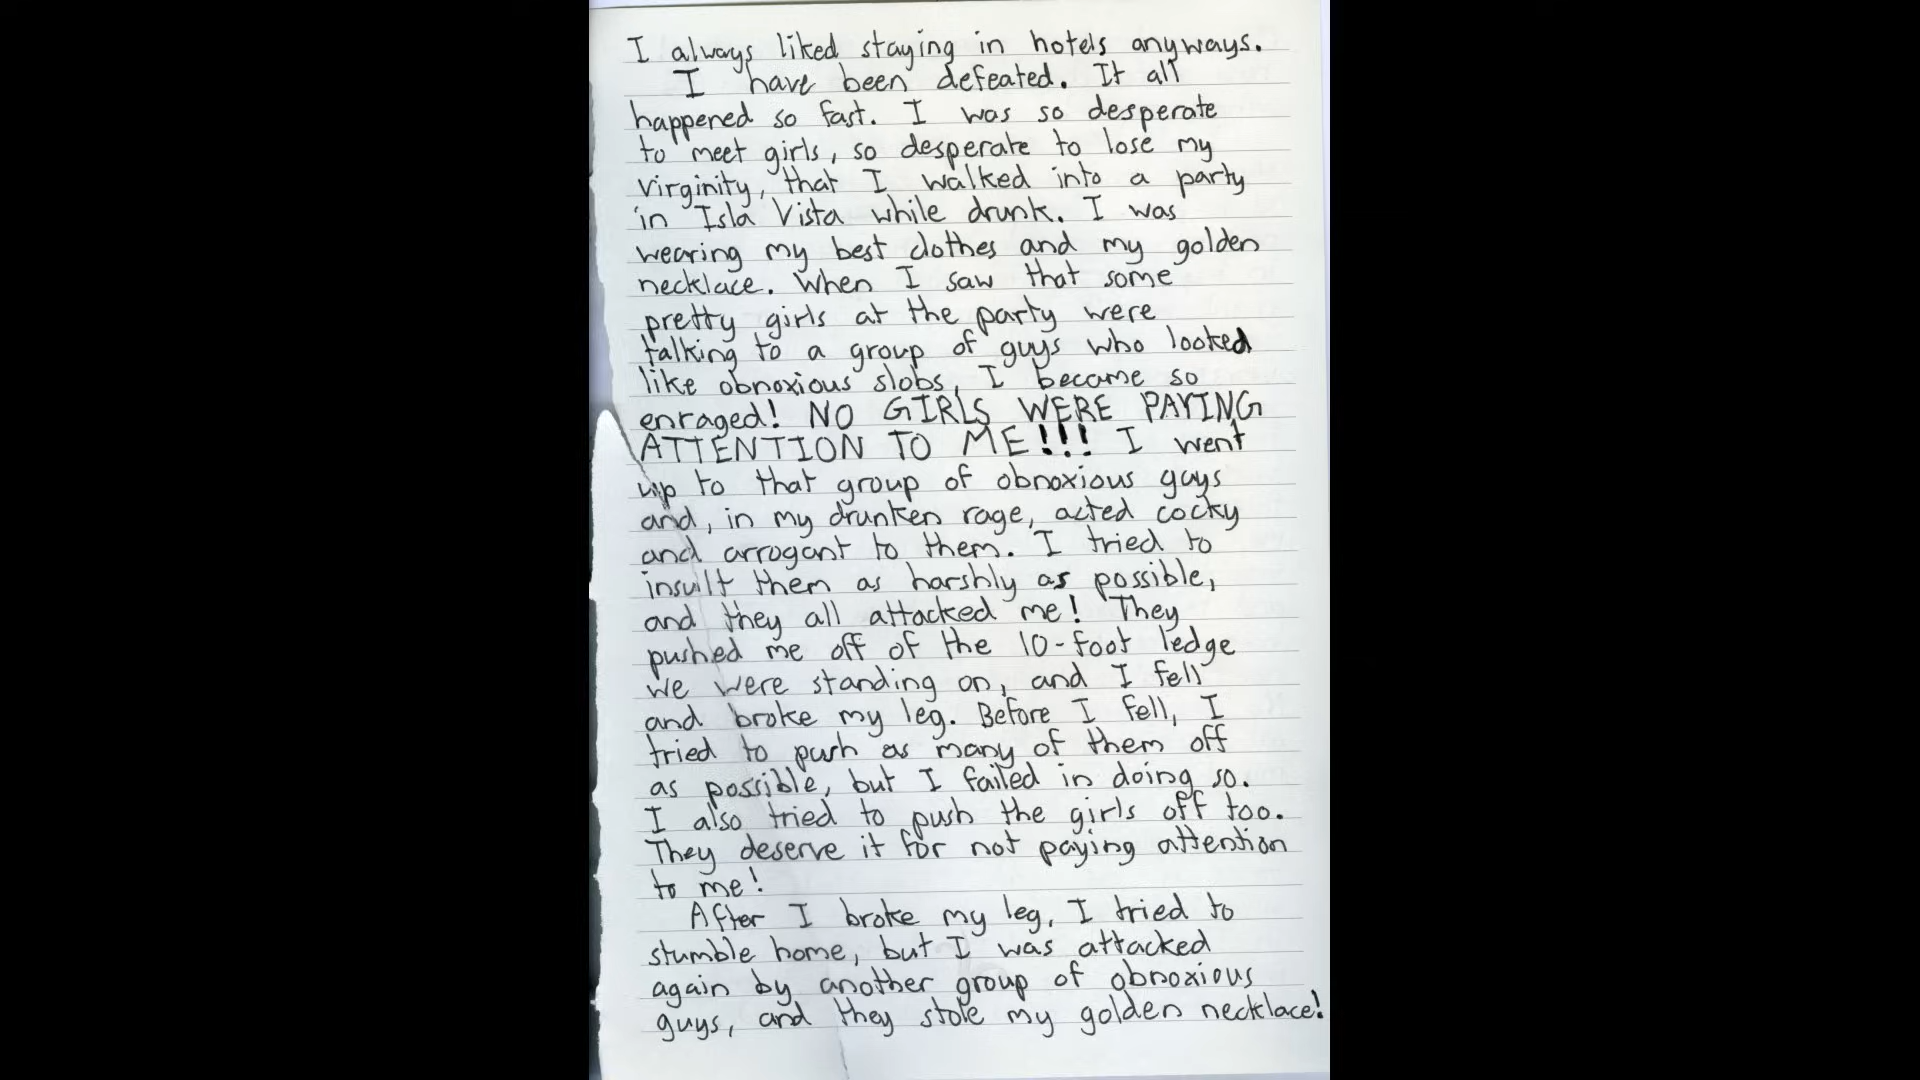 I always liked staying in hotels anyways.
I have been defeated. It all
happened so fast. I was so desperate
to meet girls, so desperate to lose my
virginity, that I walked into a party
in Isla Vista while drunk. I was
wearing my best clothes and my golden
necklace. When I saw that some
pretty girls at the party were
talking to a group of guys who looked
like obnoxious slobs, I became so
enraged! NO GIRLS WERE PAYING
ATTENTION TO ME!!! I went
up to that group of obnoxious guys
and, in my drunken rage, acted cocky
and arrogant to them. I tried to
insult them as harshly as possible,
and they all attacked me! They
pushed me off of the 10-foot ledge
we were standing on, and I fell
and broke my leg. Before I fell, I
tried to push as many of them off
as possible, but I failed in doing so.
I also tried to push the girls off too.
They deserve it for not paying attention
to me!
After I broke my leg, I tried to
stumble home, but I was attacked
again by another group of obnoxious
guys, and they stole my golden necklace!